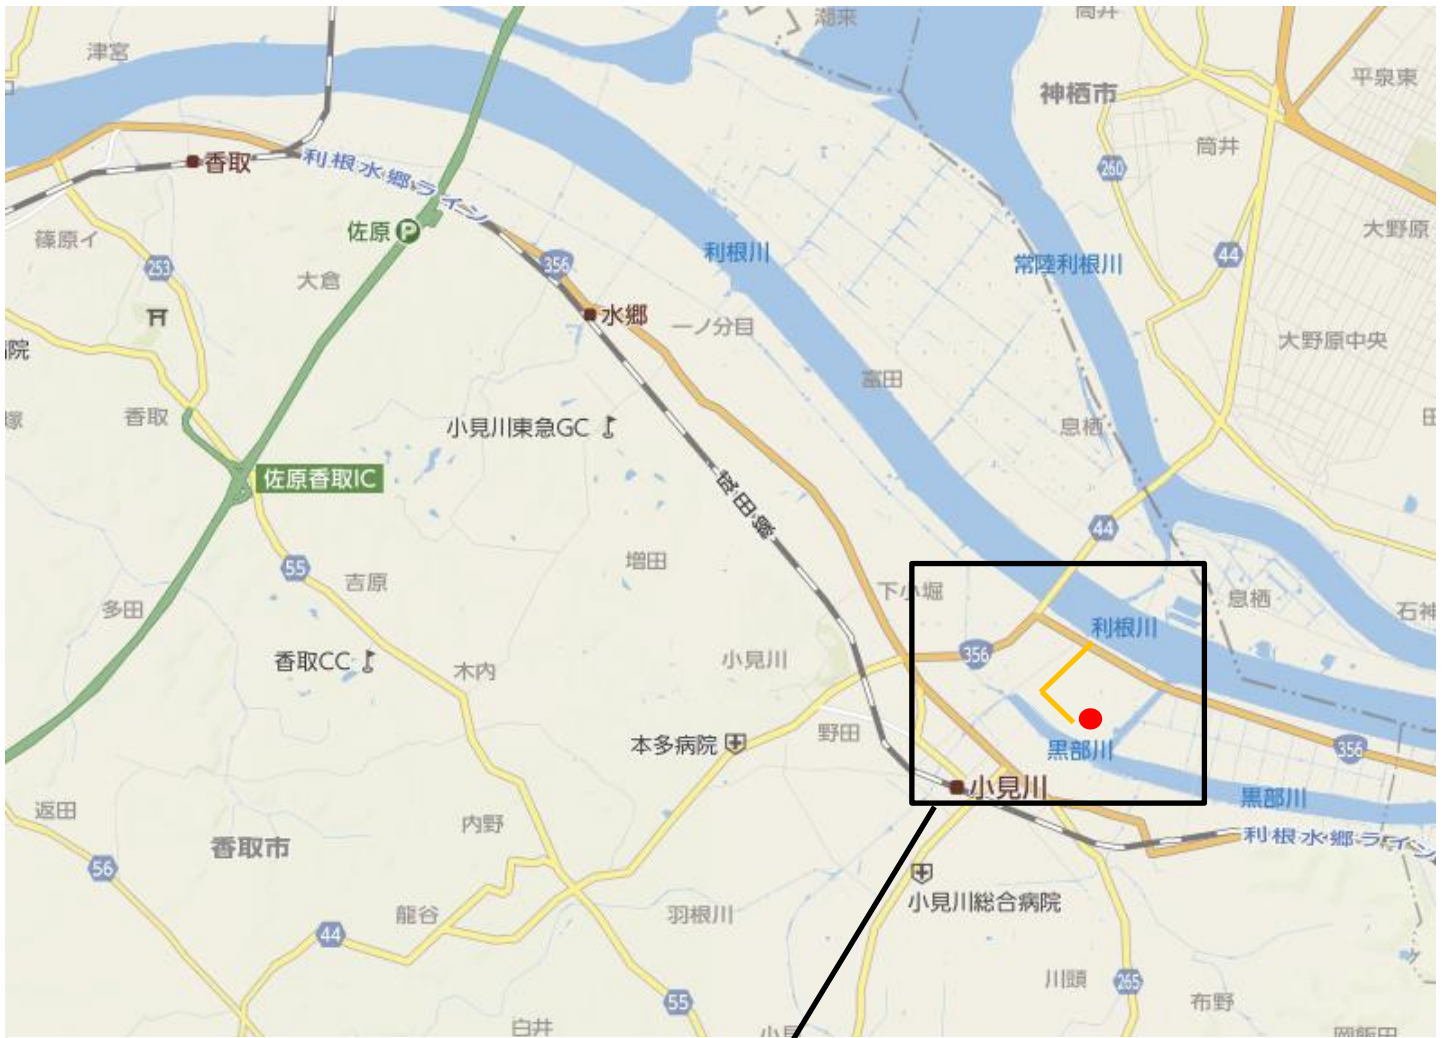 潮来
津宮
神栖市
平泉東
筒井
香取
利根水郷ライン
260
篠原イ
佐原 P
利根川
常陸利根川
大野原
44
253
大倉
356
水郷
一ノ分目
大野原中央
院
富田
香取
小見川東急GC
息栖
佐原香取IC
成田線
44
55
吉原
増田
下小堀
息栖
多田
石神
利根川
香取CC
木内
小見川
356
本多病院
野田
黒部川
356
小見川
黒部川
返田
香取市
内野
利根水郷ライン
56
小見川総合病院
龍谷
羽根川
44
川頭
265
布野
55
白井